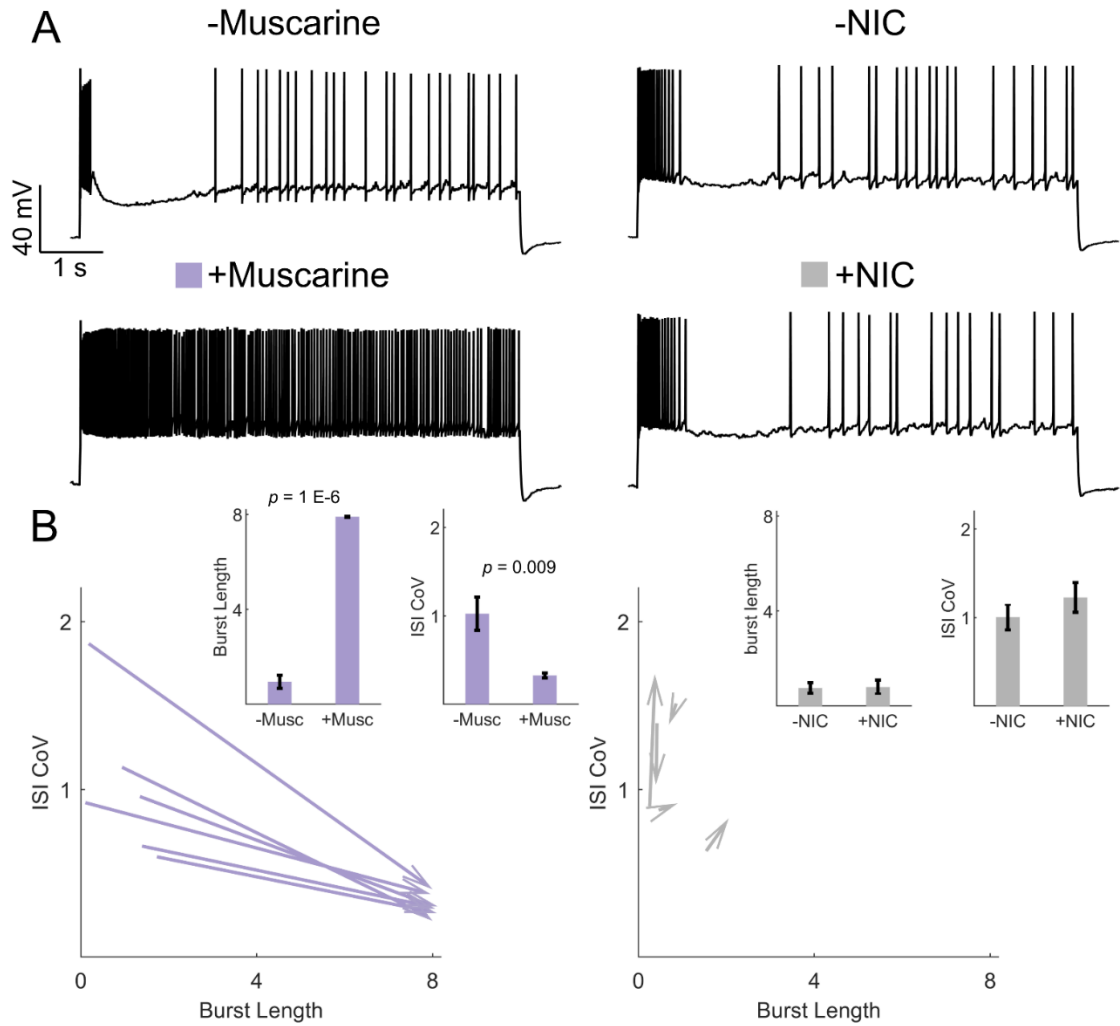 A
-Muscarine
-NIC
40 mV
1 s
+Muscarine
+NIC
B
p = 1 E-6
8
4
Burst Length
-Musc
+Musc
2
1
ISI CoV
p = 0.009
-Musc
+Musc
2
1
ISI CoV
0
4
8
Burst Length
8
4
burst length
-NIC
+NIC
2
1
ISI CoV
-NIC
+NIC
2
1
ISI CoV
0
4
8
Burst Length